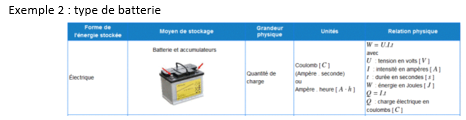 Exemple 2 : type de batterie
Forme de
l'énergie stockée
Moyen de stockage
Grandeur
physique
Unités
Relation physique
Électrique
Batterie et accumulateurs
Quantité de
charge
Coulomb [ C ]
(Ampère . seconde)
ou
Ampère . heure [ A · h ]
W = U.I.t
avec
U : tension en volts [ V ]
I : intensité en ampères [ A ]
t : durée en secondes [ s ]
W : énergie en Joules [ J ]
Q = I.t
Q : charge électrique en
coulombs [ C ]